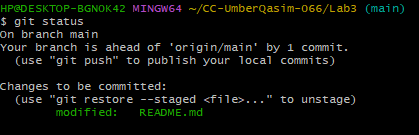 HP@DESKTOP-BGNOK42 MINGW64 ~/CC-UmberQasim-066/Lab3 (main)
$ git status
On branch main
Your branch is ahead of 'origin/main' by 1 commit.
  (use "git push" to publish your local commits)

Changes to be committed:
  (use "git restore --staged <file>..." to unstage)
        modified:   README.md